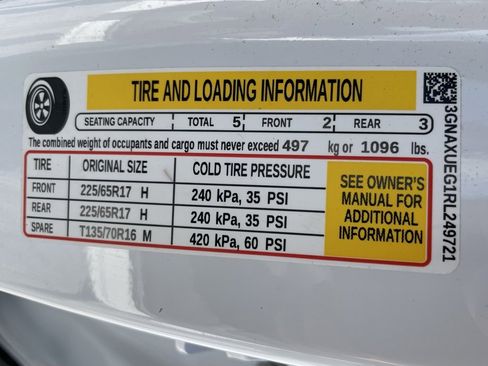 TIRE AND LOADING INFORMATION
SEATING CAPACITY TOTAL 5 FRONT 2 REAR 3
The combined weight of occupants and cargo must never exceed 497 kg or 1096 lbs.
TIRE ORIGINAL SIZE COLD TIRE PRESSURE
FRONT 225/65R17 H 240 kPa, 35 PSI
REAR 225/65R17 H 240 kPa, 35 PSI
SPARE T135/70R16 M 420 kPa, 60 PSI
SEE OWNER'S
MANUAL FOR
ADDITIONAL
INFORMATION
3GNAXUEG1RL249721